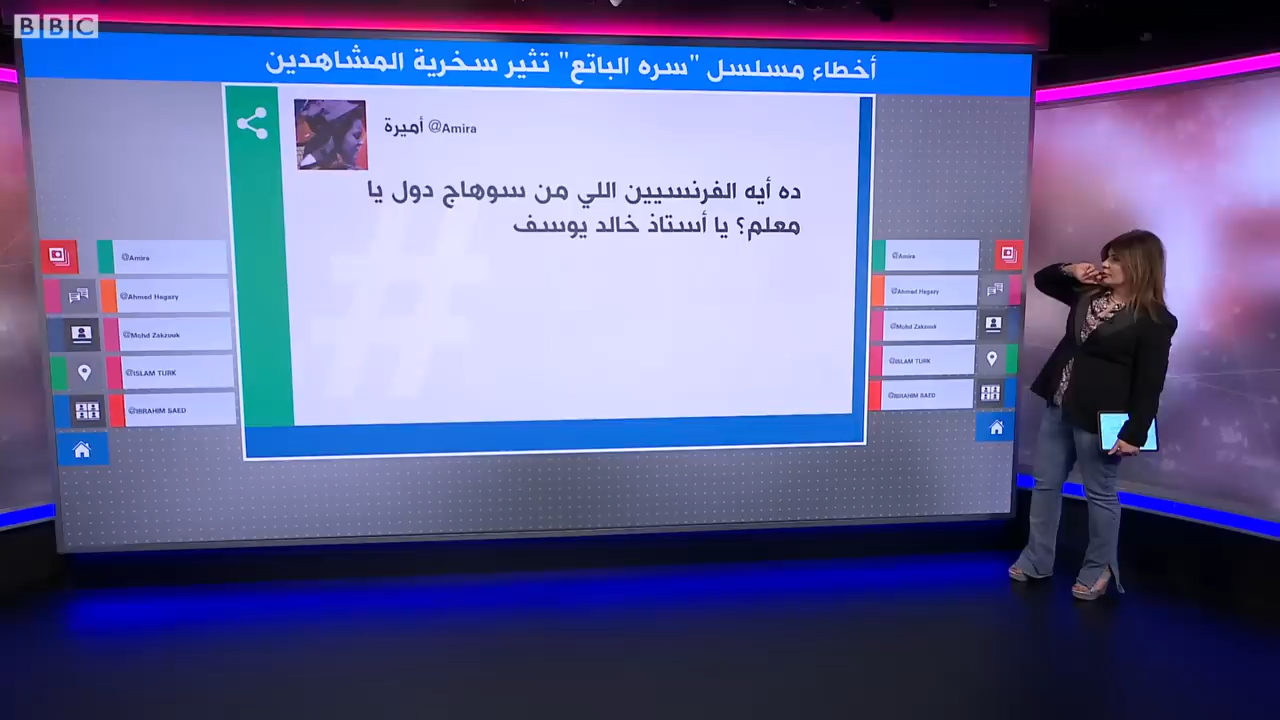 BBC
أخطاء مسلسل "سره الباتع" تثير سخرية المشاهدين
أميرة @Amira
ده أيه الفرنسيين اللي من سوهاج دول يا
معلم؟ يا أستاذ خالد يوسف
@Amira
@Ahmed Hegazy
@Mohd Zakzouk
@ISLAM TURK
@IBRAHIM SAED
@Amira
@Ahmed Hegazy
@Mohd Zakzouk
@ISLAM TURK
@IBRAHIM SAED